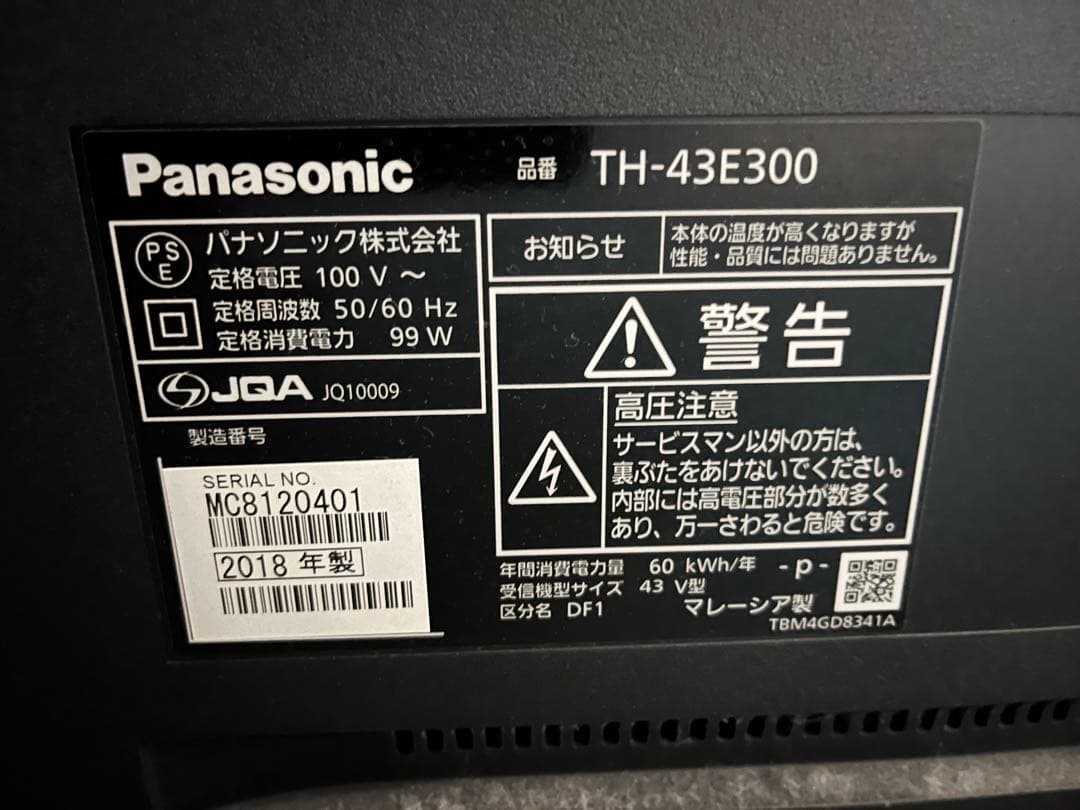 Panasonic
品番 TH-43E300
PS
E
パナソニック株式会社
定格電圧 100 V ～
定格周波数 50/60 Hz
定格消費電力 99 W
JQA JQ10009
製造番号
SERIAL NO.
MC8120401
2018 年製
お知らせ
本体の温度が高くなりますが
性能・品質には問題ありません。
警告
高圧注意
サービスマン以外の方は、
裏ぶたをあけないでください。
内部には高電圧部分が数多く
あり、万一さわると危険です。
年間消費電力量 60 kWh/年 -p-
受信機型サイズ 43 V型
区分名 DF1 マレーシア製
TBM4GD8341A